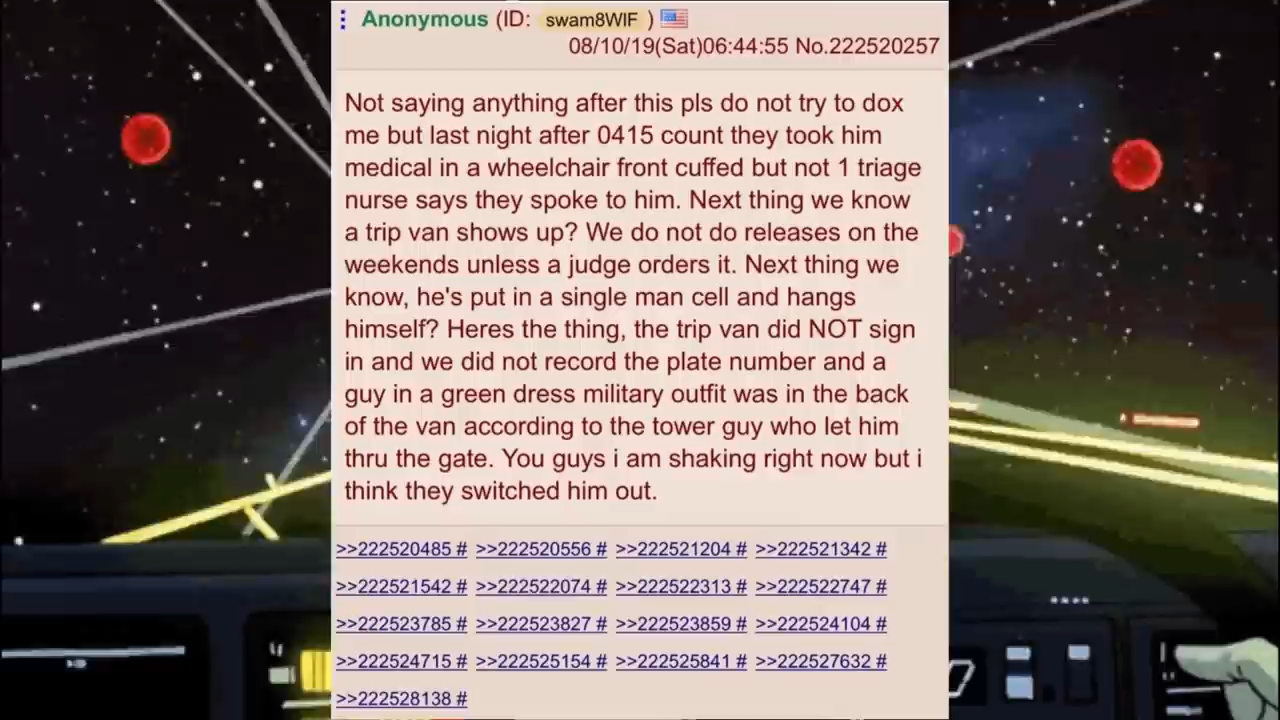 Anonymous (ID: swam8WIF )
08/10/19(Sat)06:44:55 No.222520257
Not saying anything after this pls do not try to dox
me but last night after 0415 count they took him
medical in a wheelchair front cuffed but not 1 triage
nurse says they spoke to him. Next thing we know
a trip van shows up? We do not do releases on the
weekends unless a judge orders it. Next thing we
know, he's put in a single man cell and hangs
himself? Heres the thing, the trip van did NOT sign
in and we did not record the plate number and a
guy in a green dress military outfit was in the back
of the van according to the tower guy who let him
thru the gate. You guys i am shaking right now but i
think they switched him out.
>>222520485 # >>222520556 # >>222521204 # >>222521342 #
>>222521542 # >>222522074 # >>222522313 # >>222522747 #
>>222523785 # >>222523827 # >>222523859 # >>222524104 #
>>222524715 # >>222525154 # >>222525841 # >>222527632 #
>>222528138 #